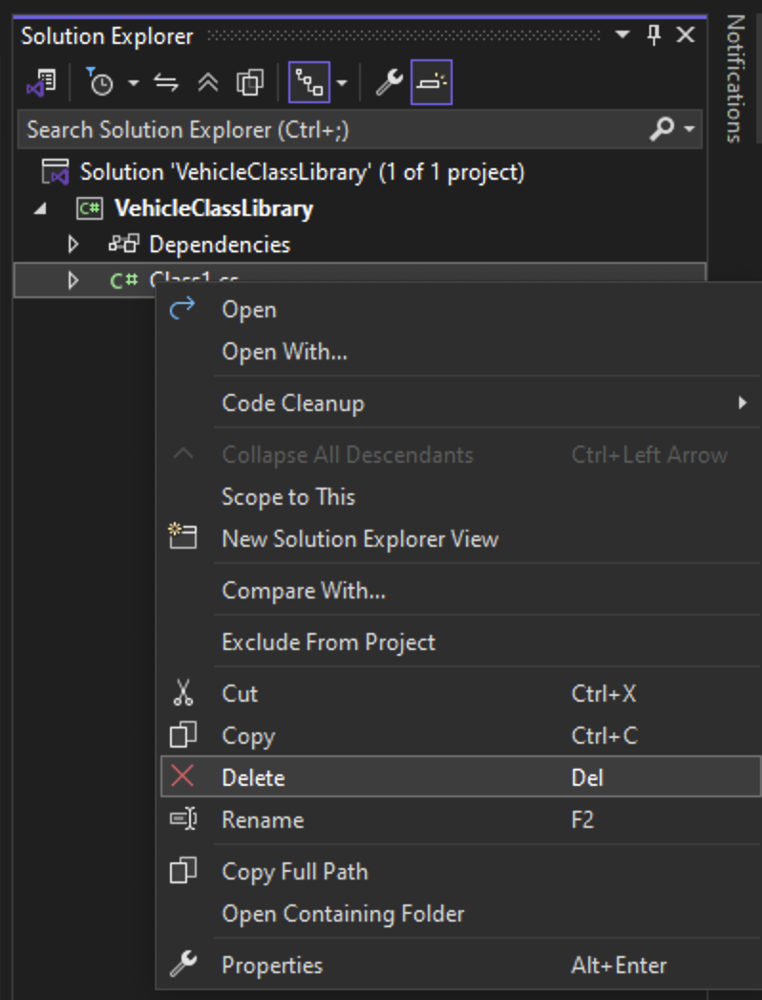 Solution Explorer
Notifications
Search Solution Explorer (Ctrl+;)
Solution 'VehicleClassLibrary' (1 of 1 project)
C# VehicleClassLibrary
Dependencies
C# Class1.cs
Open
Open With...
Code Cleanup
Collapse All Descendants Ctrl+Left Arrow
Scope to This
New Solution Explorer View
Compare With...
Exclude From Project
Cut Ctrl+X
Copy Ctrl+C
Delete Del
Rename F2
Copy Full Path
Open Containing Folder
Properties Alt+Enter